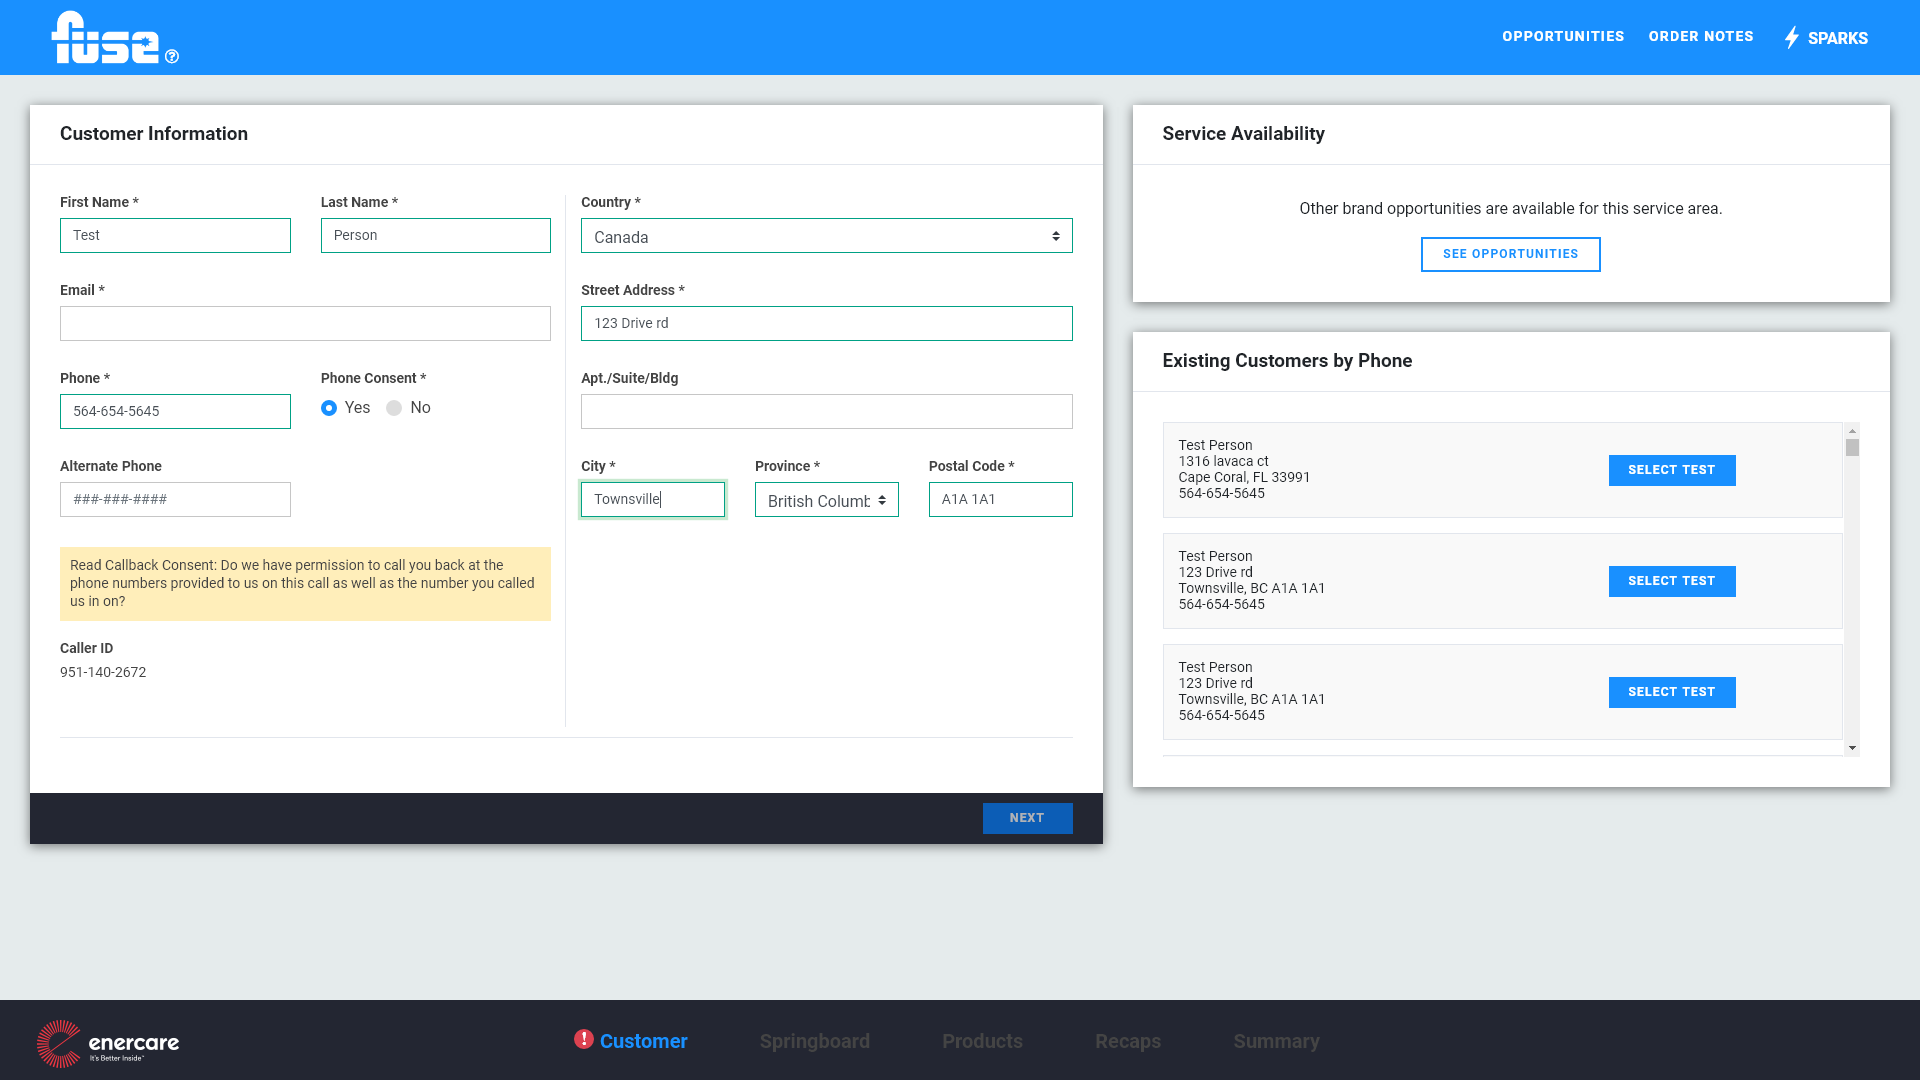 fuse
OPPORTUNITIES
ORDER NOTES
SPARKS
Customer Information
First Name *
Last Name *
Test
Person
Email *
Phone *
Phone Consent *
564-654-5645
Yes
No
Alternate Phone
###-###-####
Read Callback Consent: Do we have permission to call you back at the
phone numbers provided to us on this call as well as the number you called
us in on?
Caller ID
951-140-2672
Country *
Canada
Street Address *
123 Drive rd
Apt./Suite/Bldg
City *
Province *
Postal Code *
Townsville
British Columb
A1A 1A1
NEXT
Service Availability
Other brand opportunities are available for this service area.
SEE OPPORTUNITIES
Existing Customers by Phone
Test Person
1316 lavaca ct
Cape Coral, FL 33991
564-654-5645
SELECT TEST
Test Person
123 Drive rd
Townsville, BC A1A 1A1
564-654-5645
SELECT TEST
Test Person
123 Drive rd
Townsville, BC A1A 1A1
564-654-5645
SELECT TEST
enercare
It's Better Inside™
Customer
Springboard
Products
Recaps
Summary